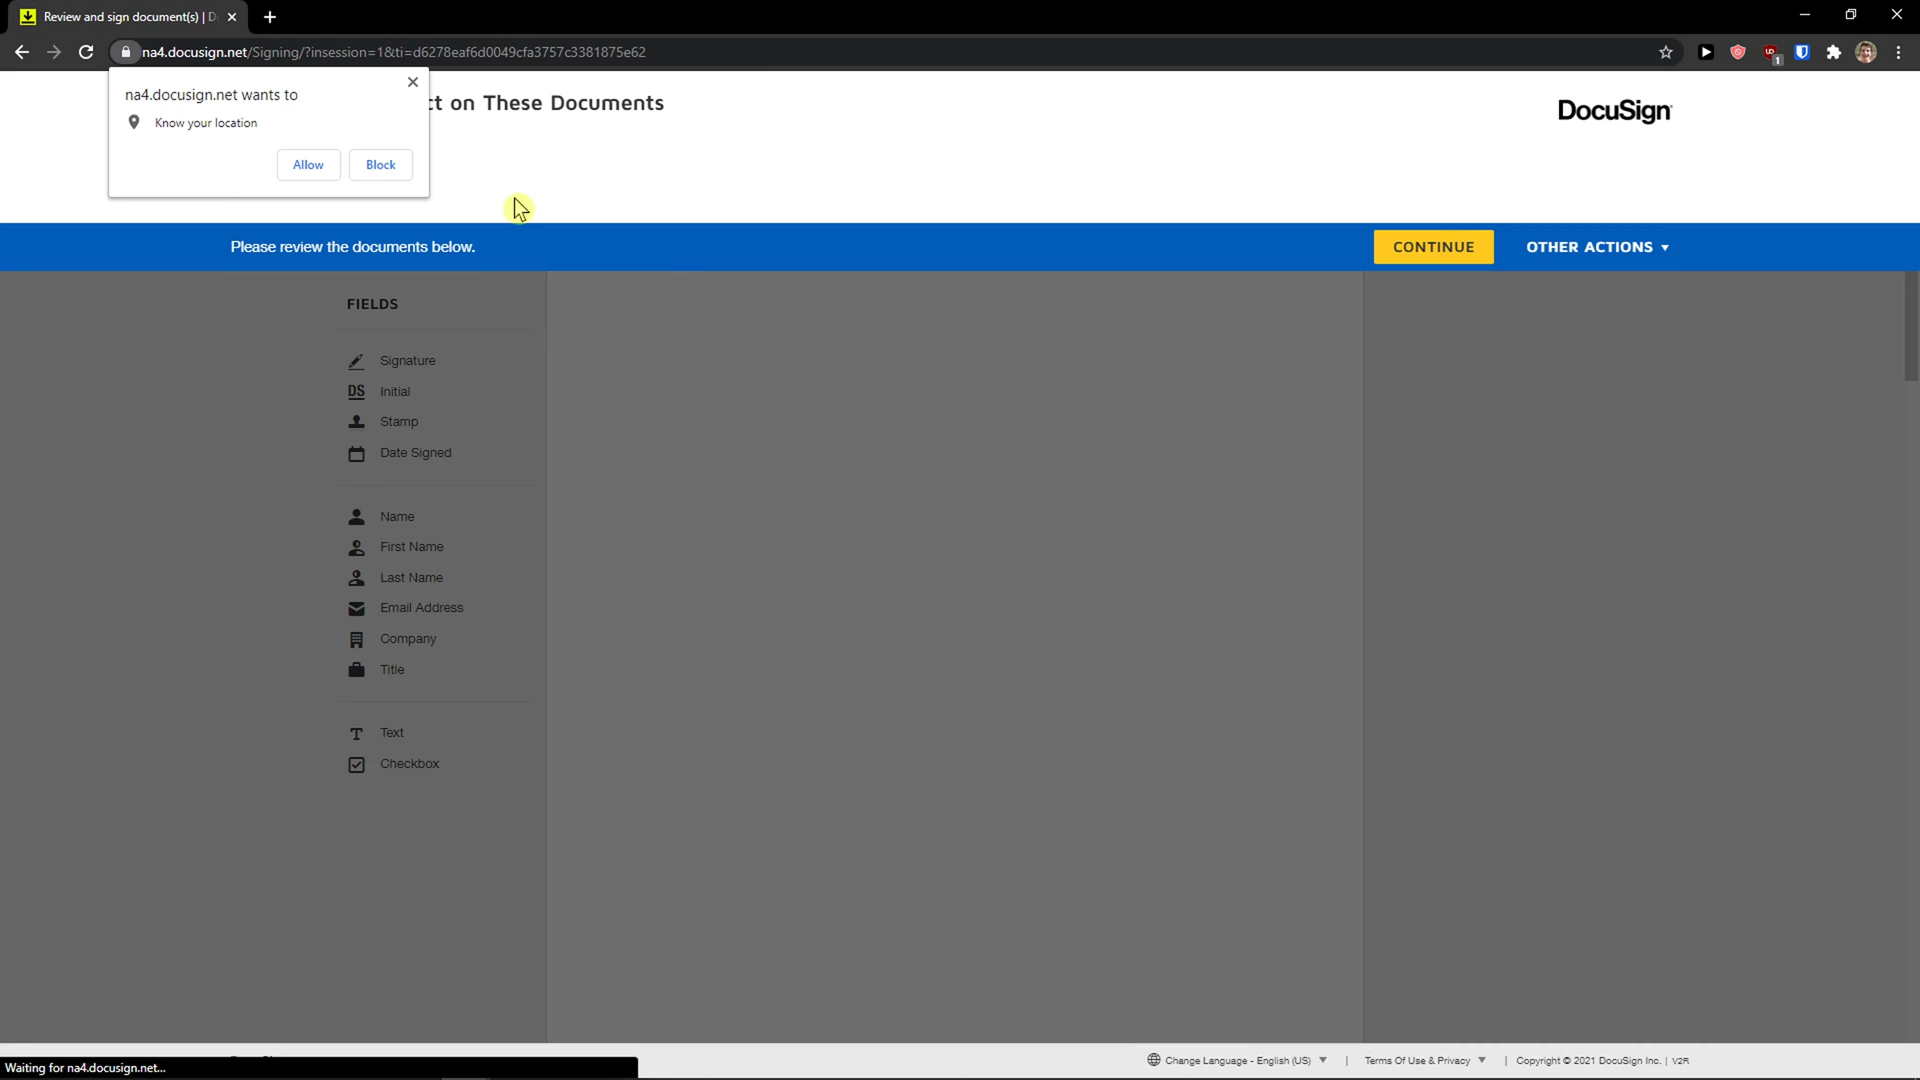 Review and sign document(s) | D
na4.docusign.net/Signing/?insession=1&ti=d6278eaf6d0049cfa3757c3381875e62
UD
1
na4.docusign.net wants to
Know your location
Allow
Block
ct on These Documents
DocuSign
Please review the documents below.
CONTINUE
OTHER ACTIONS
FIELDS
Signature
DS Initial
Stamp
Date Signed
Name
First Name
Last Name
Email Address
Company
Title
T Text
Checkbox
Waiting for na4.docusign.net...
Change Language - English (US) | Terms Of Use & Privacy | Copyright © 2021 DocuSign Inc. | V2R